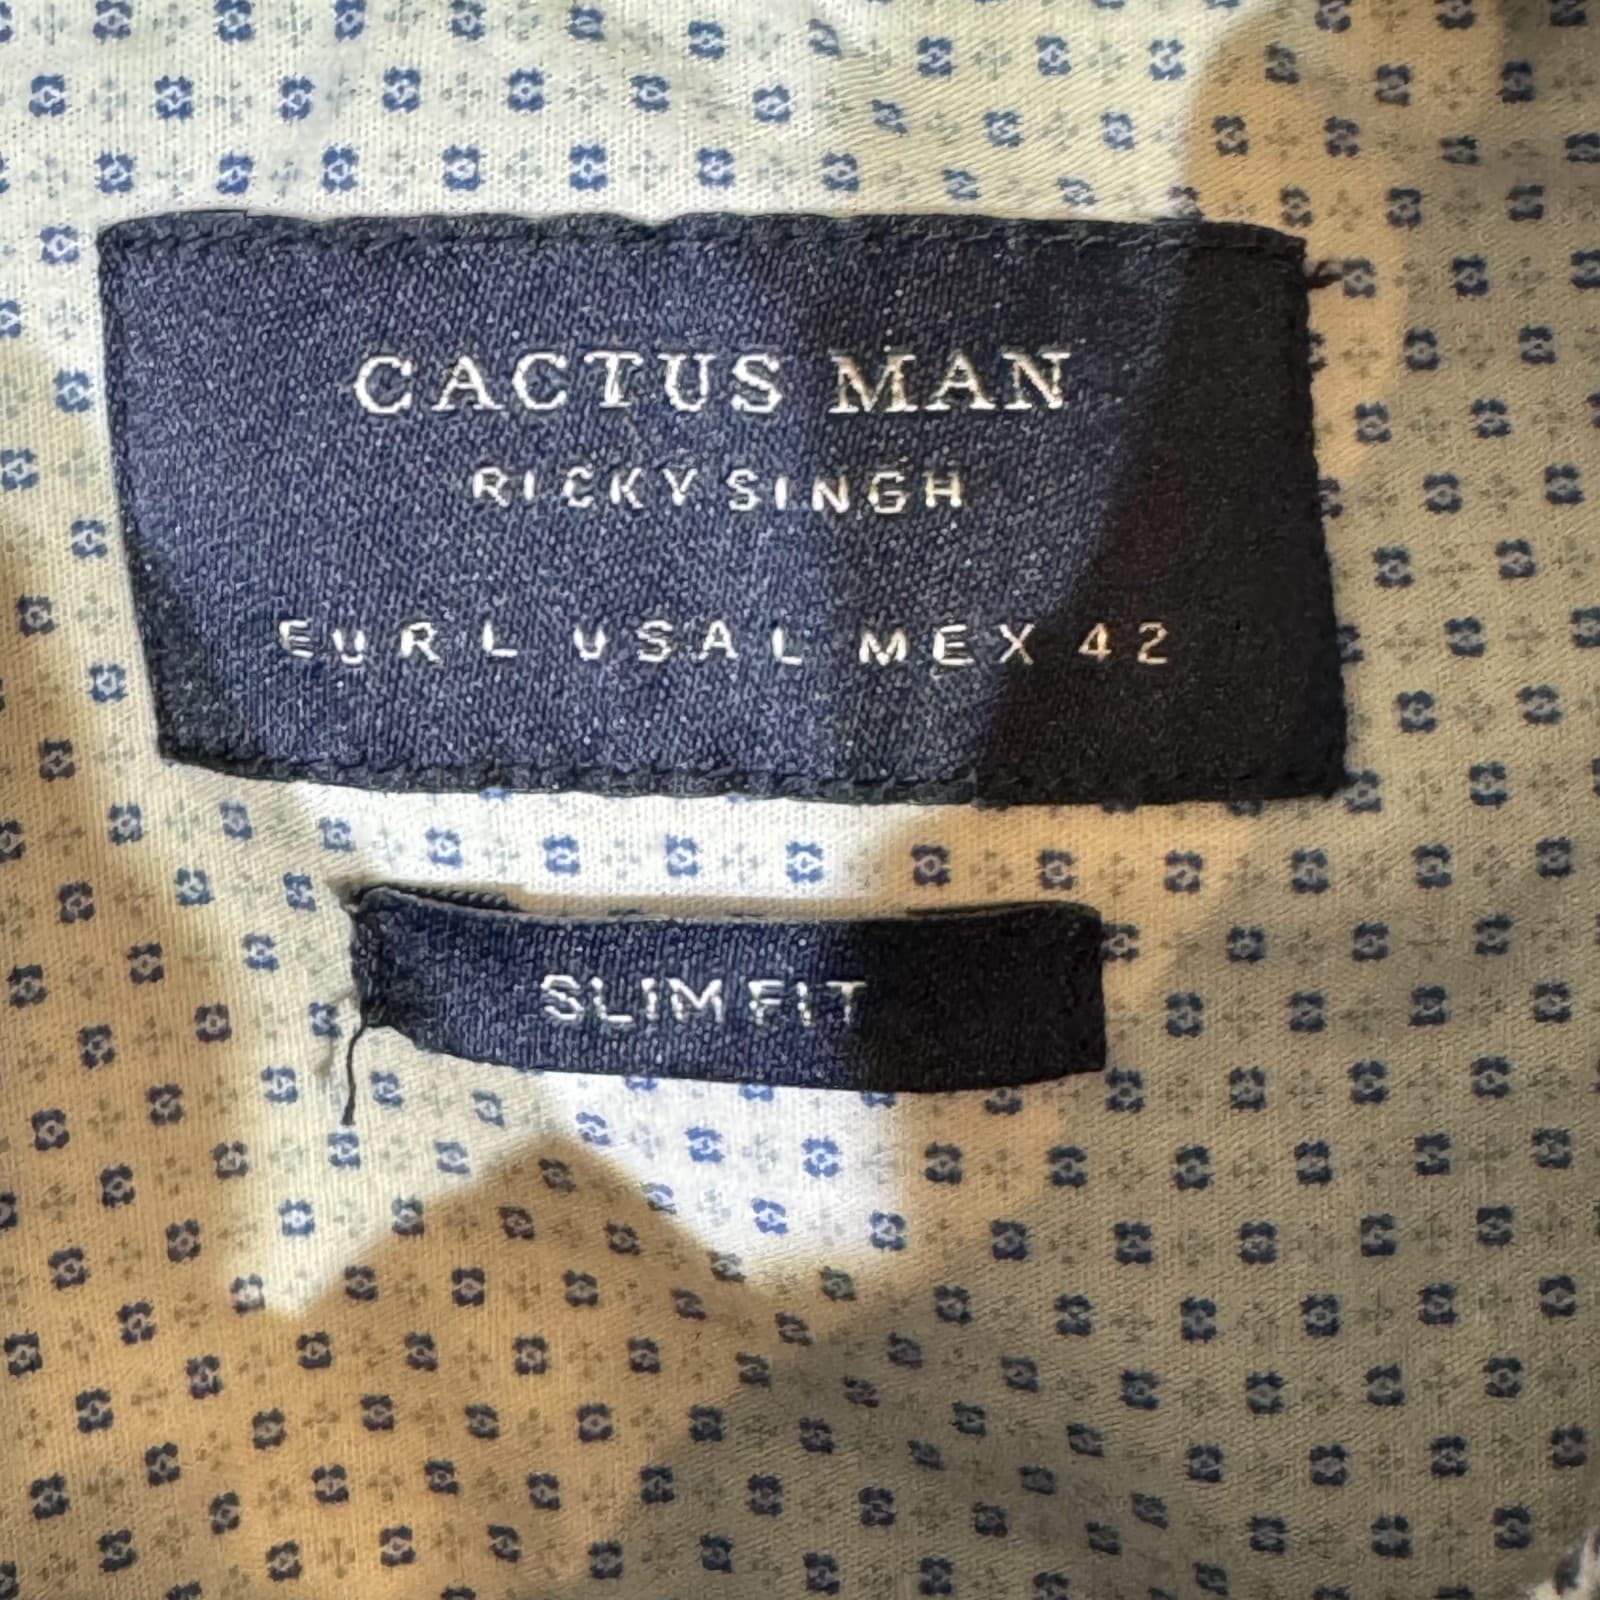 CACTUS MAN
RICKY SINGH
EUR L USA L MEX 42
SLIM FIT